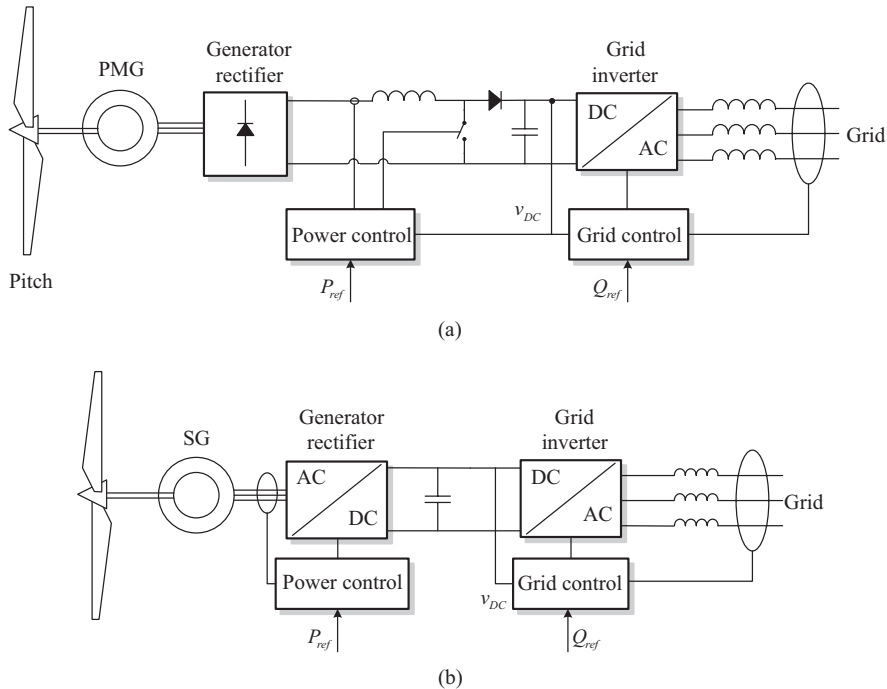 Generator
rectifier
Grid
inverter
PMG
DC
AC
Grid
v_DC
Power control
Grid control
Pitch
P_ref
Q_ref
(a)
Generator
rectifier
Grid
inverter
SG
AC
DC
DC
AC
Grid
Power control
Grid control
v_DC
P_ref
Q_ref
(b)